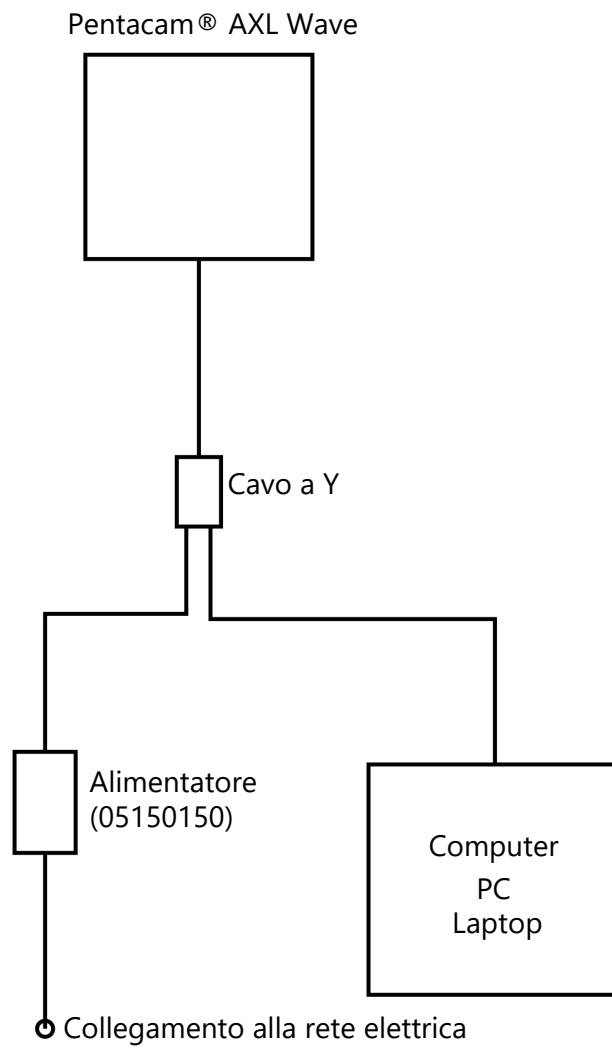 Pentacam® AXL Wave
Cavo a Y
Alimentatore
(05150150)
Computer
PC
Laptop
Collegamento alla rete elettrica